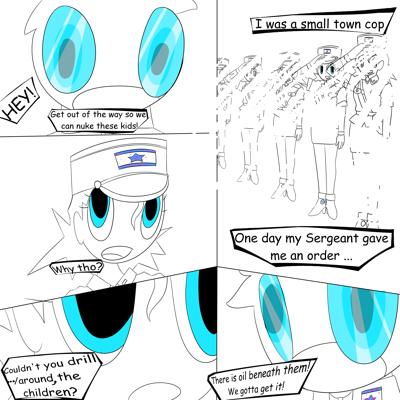 I was a small town cop
One day my Sergeant gave
me an order ...
HEY!
Get out of the way so we
can nuke these kids!
Why tho?
There is oil beneath them!
We gotta get it!
Couldn't you drill
around, the
children?